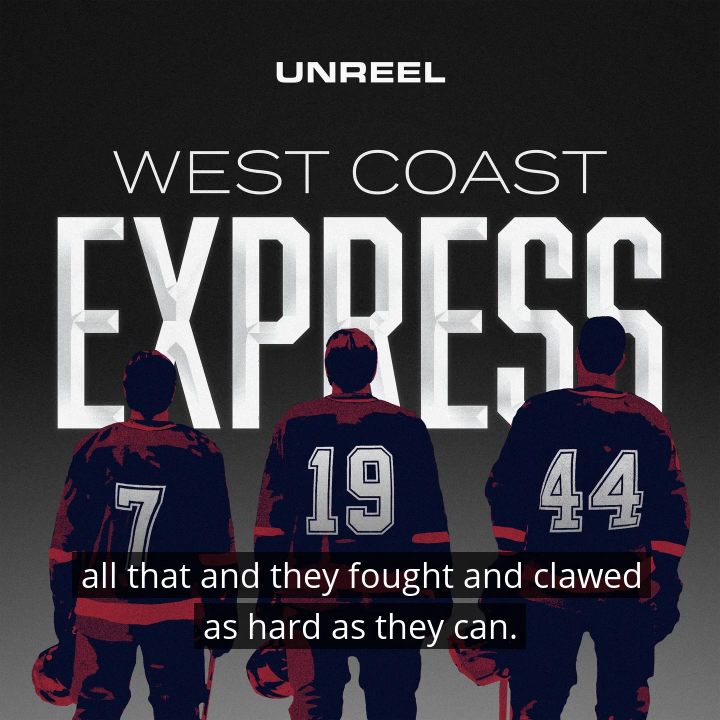 UNREEL
WEST COAST
EXPRESS
7
19
44
all that and they fought and clawed
as hard as they can.